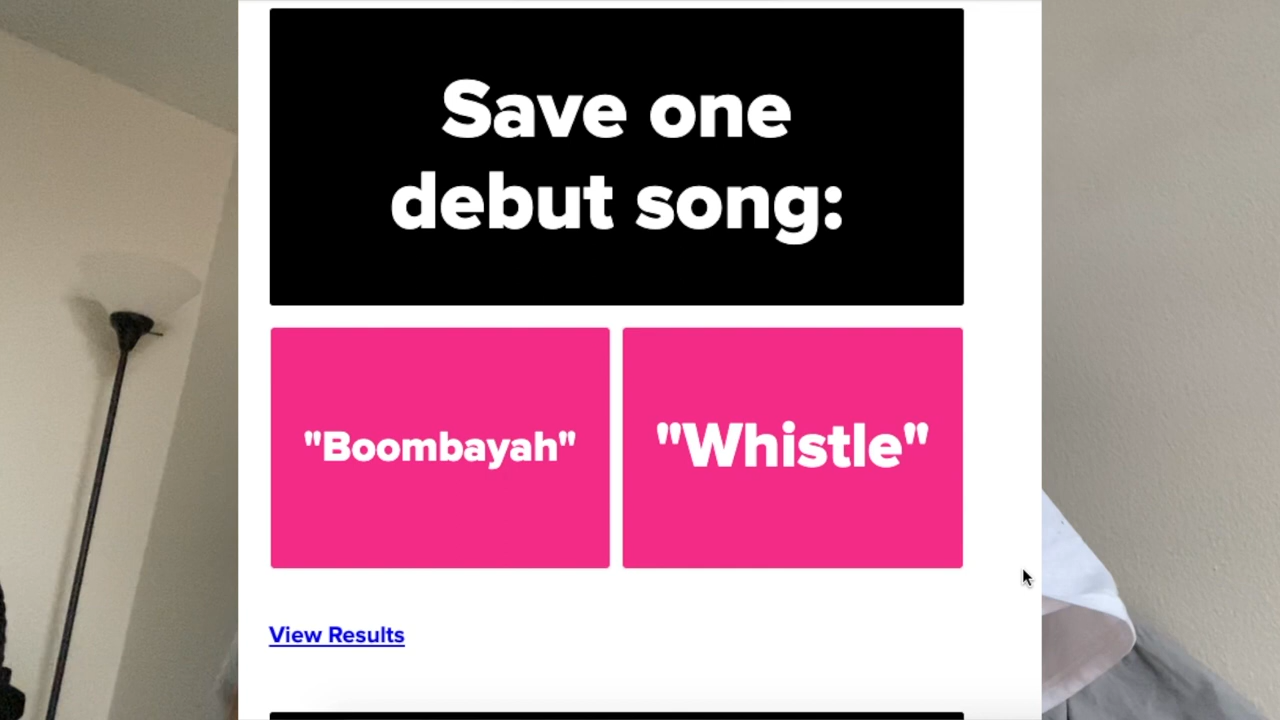 Save one
debut song:
"Boombayah"
"Whistle"
View Results